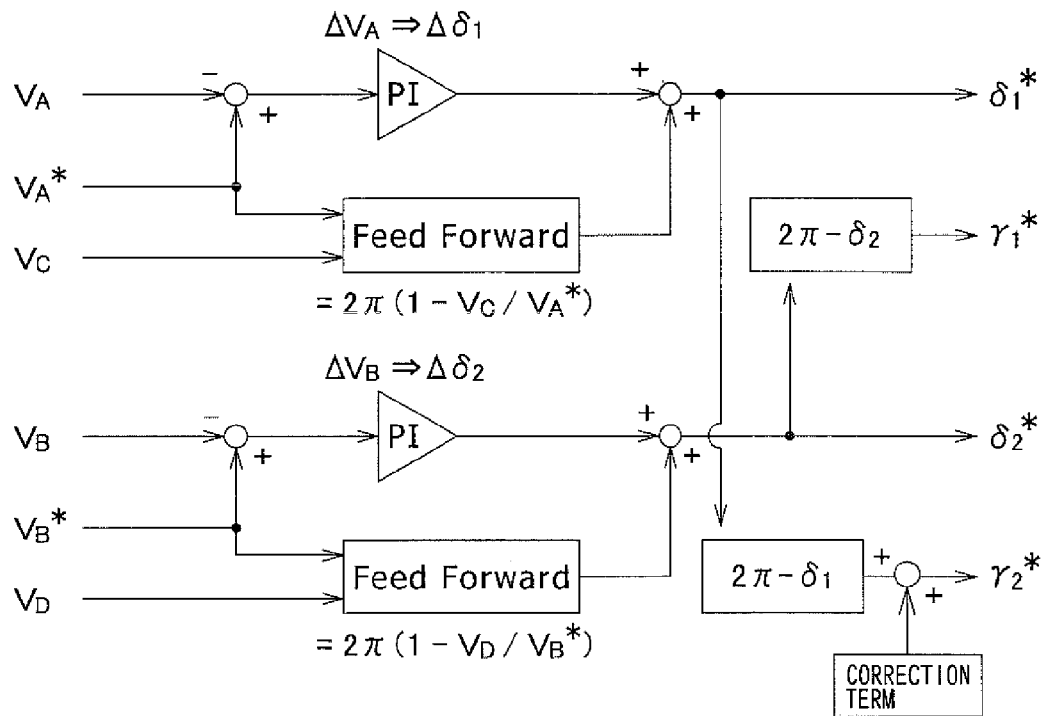 ΔVA ⇒ Δδ1
VA
−
+
PI
+
+
δ1*
VA*
VC
Feed Forward
= 2π (1 − VC / VA*)
2π−δ2
γ1*
ΔVB ⇒ Δδ2
VB
−
+
PI
+
+
δ2*
VB*
VD
Feed Forward
= 2π (1 − VD / VB*)
2π−δ1
+
+
γ2*
CORRECTION
TERM